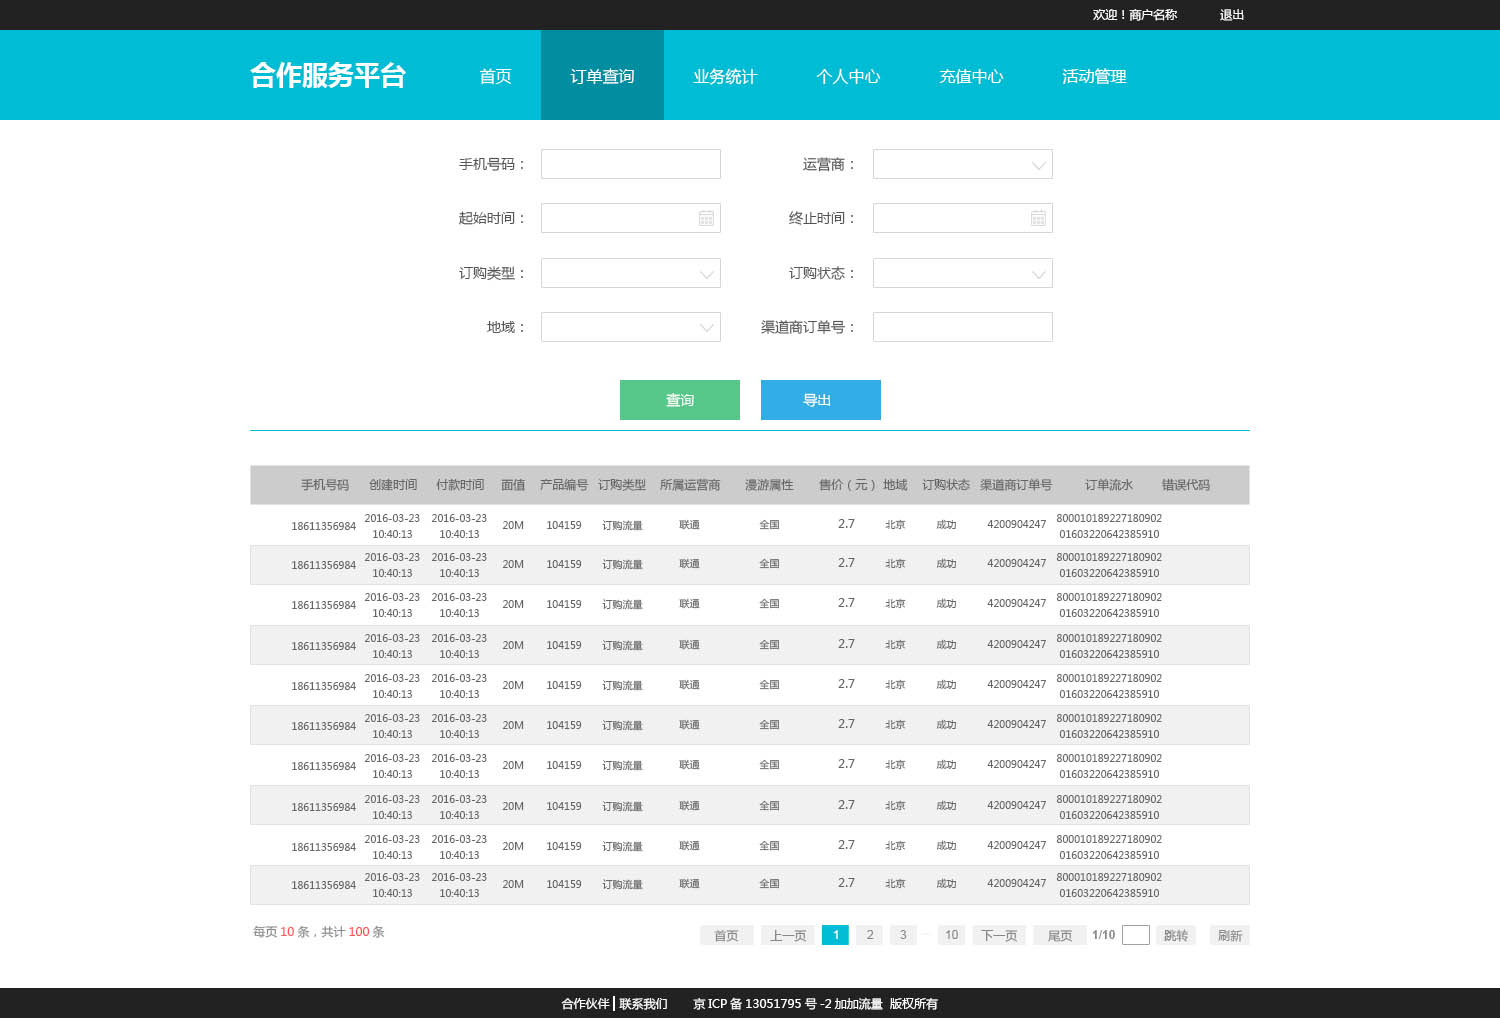 欢迎！商户名称 退出
合作服务平台 首页 订单查询 业务统计 个人中心 充值中心 活动管理
手机号码： 运营商：
起始时间： 终止时间：
订购类型： 订购状态：
地域： 渠道商订单号：
查询 导出
手机号码 创建时间 付款时间 面值 产品编号 订购类型 所属运营商 漫游属性 售价（元） 地域 订购状态 渠道商订单号 订单流水 错误代码
18611356984 2016-03-23 2016-03-23 20M 104159 订购流量 联通 全国 2.7 北京 成功 4200904247 800010189227180902
10:40:13 10:40:13 01603220642385910
18611356984 2016-03-23 2016-03-23 20M 104159 订购流量 联通 全国 2.7 北京 成功 4200904247 800010189227180902
10:40:13 10:40:13 01603220642385910
18611356984 2016-03-23 2016-03-23 20M 104159 订购流量 联通 全国 2.7 北京 成功 4200904247 800010189227180902
10:40:13 10:40:13 01603220642385910
18611356984 2016-03-23 2016-03-23 20M 104159 订购流量 联通 全国 2.7 北京 成功 4200904247 800010189227180902
10:40:13 10:40:13 01603220642385910
18611356984 2016-03-23 2016-03-23 20M 104159 订购流量 联通 全国 2.7 北京 成功 4200904247 800010189227180902
10:40:13 10:40:13 01603220642385910
18611356984 2016-03-23 2016-03-23 20M 104159 订购流量 联通 全国 2.7 北京 成功 4200904247 800010189227180902
10:40:13 10:40:13 01603220642385910
18611356984 2016-03-23 2016-03-23 20M 104159 订购流量 联通 全国 2.7 北京 成功 4200904247 800010189227180902
10:40:13 10:40:13 01603220642385910
18611356984 2016-03-23 2016-03-23 20M 104159 订购流量 联通 全国 2.7 北京 成功 4200904247 800010189227180902
10:40:13 10:40:13 01603220642385910
18611356984 2016-03-23 2016-03-23 20M 104159 订购流量 联通 全国 2.7 北京 成功 4200904247 800010189227180902
10:40:13 10:40:13 01603220642385910
18611356984 2016-03-23 2016-03-23 20M 104159 订购流量 联通 全国 2.7 北京 成功 4200904247 800010189227180902
10:40:13 10:40:13 01603220642385910
每页 10 条，共计 100 条 首页 上一页 1 2 3 ... 10 下一页 尾页 1/10 跳转 刷新
合作伙伴 | 联系我们 京 ICP 备 13051795 号 -2 加加流量 版权所有